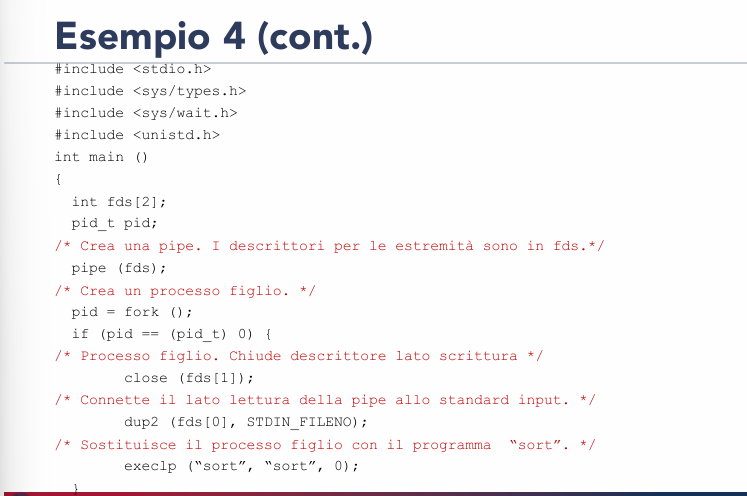 Esempio 4 (cont.)
#include <stdio.h>
#include <sys/types.h>
#include <sys/wait.h>
#include <unistd.h>
int main ()
{
int fds[2];
pid_t pid;
/* Crea una pipe. I descrittori per le estremità sono in fds.*/
pipe (fds);
/* Crea un processo figlio. */
pid = fork ();
if (pid == (pid_t) 0) {
/* Processo figlio. Chiude descrittore lato scrittura */
close (fds[1]);
/* Connette il lato lettura della pipe allo standard input. */
dup2 (fds[0], STDIN_FILENO);
/* Sostituisce il processo figlio con il programma “sort”. */
execlp (“sort”, “sort”, 0);
}